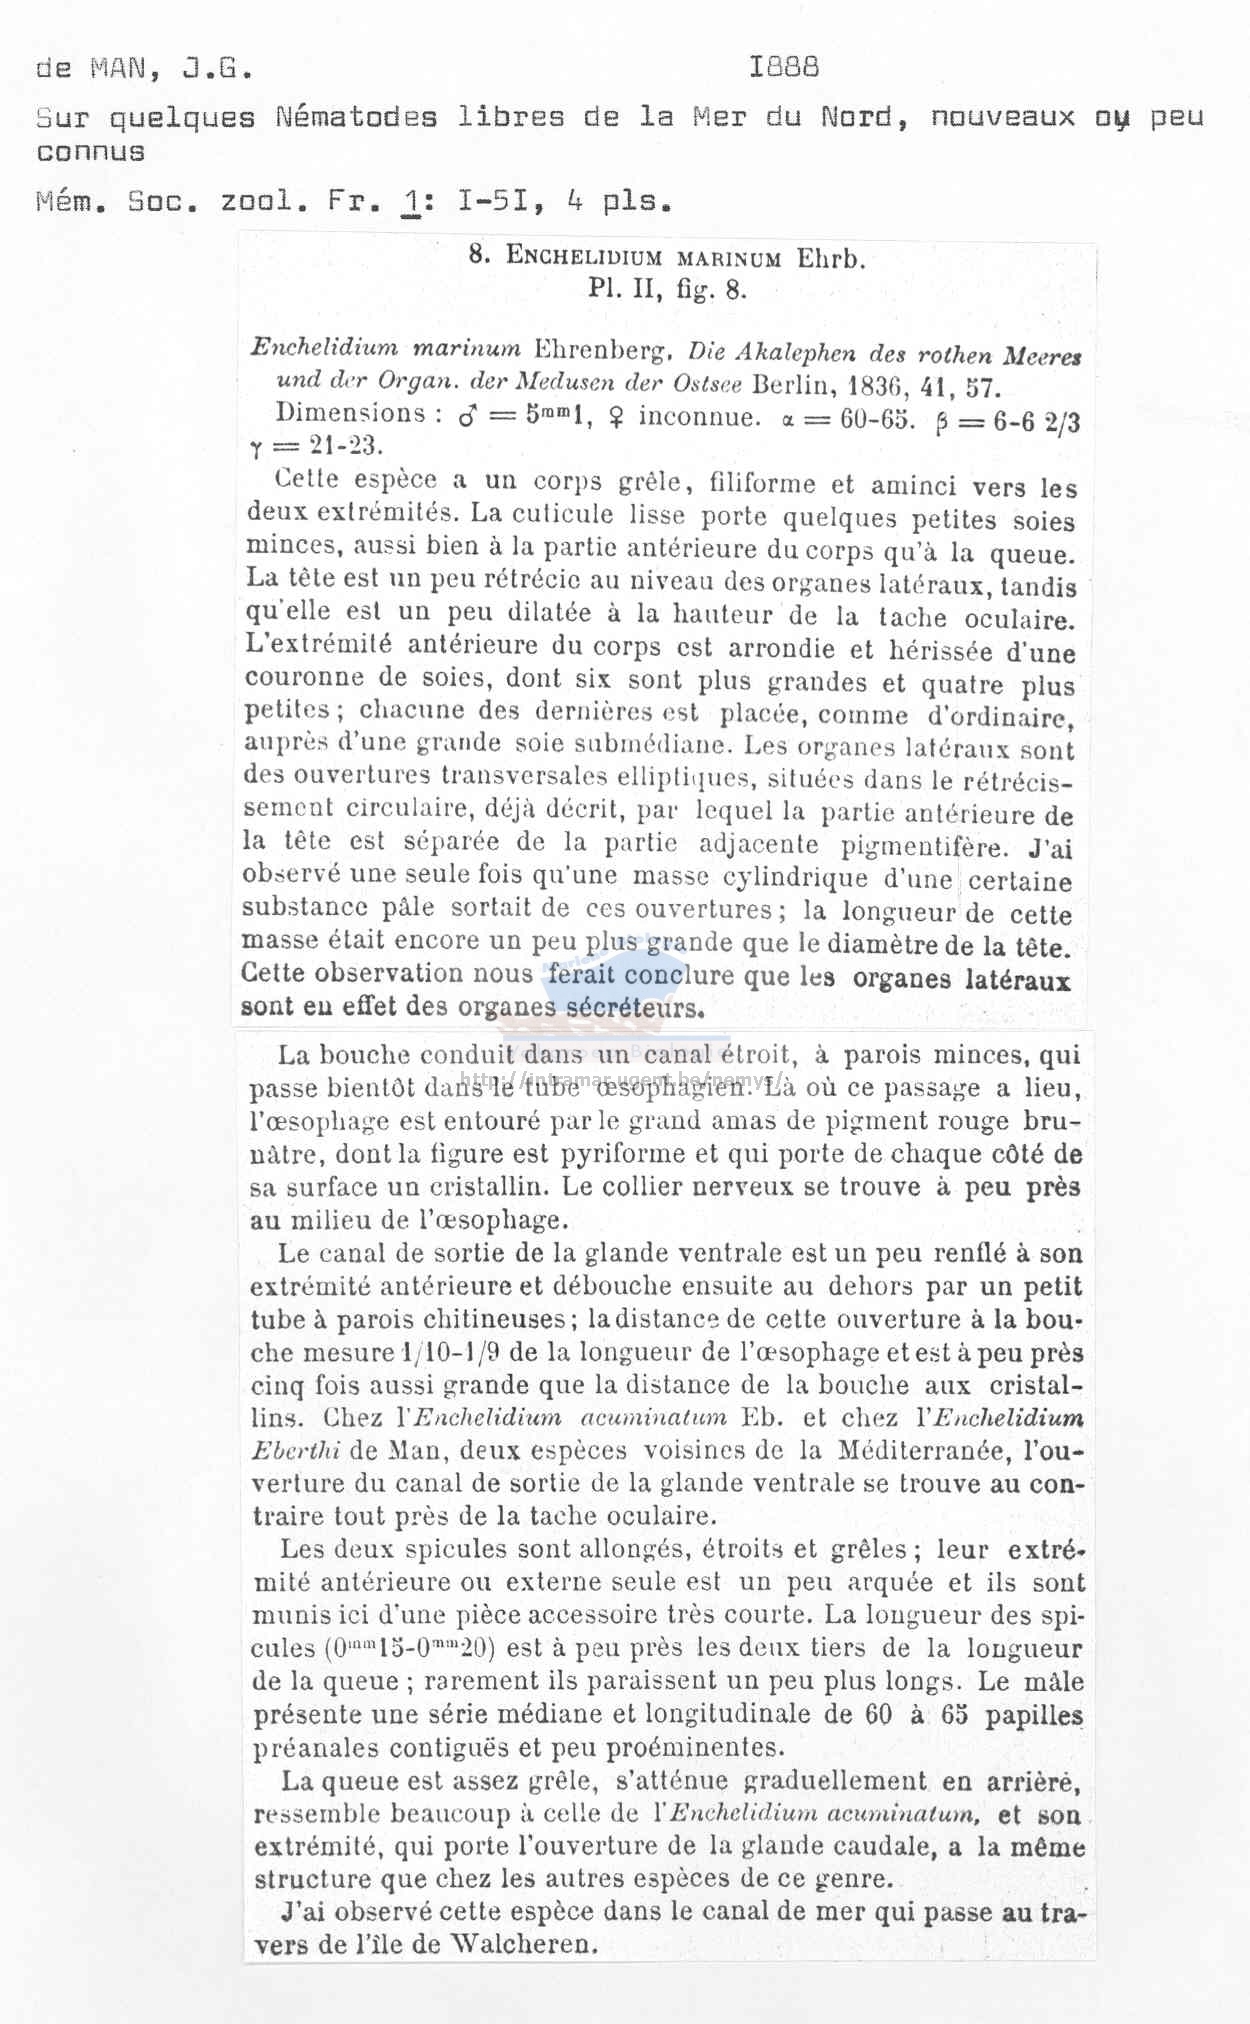 de MAN, J.G. I888
Sur quelques Nématodes libres de la Mer du Nord, nouveaux oy peu
connus
Mém. Soc. zool. Fr. 1: I-5I, 4 pls.
8. ENCHELIDIUM MARINUM Ehrb.
Pl. II, fig. 8.
Enchelidium marinum Ehrenberg. Die Akalephen des rothen Meeres
und der Organ. der Medusen der Ostsee Berlin, 1836, 41, 57.
Dimensions : ♂ = 5mm1, ♀ inconnue. α = 60-65. β = 6-6 2/3
γ = 21-23.
Cette espèce a un corps grêle, filiforme et aminci vers les
deux extrémités. La cuticule lisse porte quelques petites soies
minces, aussi bien à la partie antérieure du corps qu'à la queue.
La tête est un peu rétrécie au niveau des organes latéraux, tandis
qu'elle est un peu dilatée à la hauteur de la tache oculaire.
L'extrémité antérieure du corps est arrondie et hérissée d'une
couronne de soies, dont six sont plus grandes et quatre plus
petites ; chacune des dernières est placée, comme d'ordinaire,
auprès d'une grande soie submédiane. Les organes latéraux sont
des ouvertures transversales elliptiques, situées dans le rétrécis-
sement circulaire, déjà décrit, par lequel la partie antérieure de
la tête est séparée de la partie adjacente pigmentifère. J'ai
observé une seule fois qu'une masse cylindrique d'une certaine
substance pâle sortait de ces ouvertures ; la longueur de cette
masse était encore un peu plus grande que le diamètre de la tête.
Cette observation nous ferait conclure que les organes latéraux
sont en effet des organes sécréteurs.
La bouche conduit dans un canal étroit, à parois minces, qui
http://intramar.ugent.be/nemys/
passe bientôt dans le tube œsophagien. Là où ce passage a lieu,
l'œsophage est entouré par le grand amas de pigment rouge bru-
nâtre, dont la figure est pyriforme et qui porte de chaque côté de
sa surface un cristallin. Le collier nerveux se trouve à peu près
au milieu de l'œsophage.
Le canal de sortie de la glande ventrale est un peu renflé à son
extrémité antérieure et débouche ensuite au dehors par un petit
tube à parois chitineuses ; la distance de cette ouverture à la bou-
che mesure 1/10-1/9 de la longueur de l'œsophage et est à peu près
cinq fois aussi grande que la distance de la bouche aux cristal-
lins. Chez l'Enchelidium acuminatum Eb. et chez l'Enchelidium
Eberthi de Man, deux espèces voisines de la Méditerranée, l'ou-
verture du canal de sortie de la glande ventrale se trouve au con-
traire tout près de la tache oculaire.
Les deux spicules sont allongés, étroits et grêles ; leur extré-
mité antérieure ou externe seule est un peu arquée et ils sont
munis ici d'une pièce accessoire très courte. La longueur des spi-
cules (0mm15-0mm20) est à peu près les deux tiers de la longueur
de la queue ; rarement ils paraissent un peu plus longs. Le mâle
présente une série médiane et longitudinale de 60 à 65 papilles
préanales contiguës et peu proéminentes.
La queue est assez grêle, s'atténue graduellement en arrière,
ressemble beaucoup à celle de l'Enchelidium acuminatum, et son
extrémité, qui porte l'ouverture de la glande caudale, a la même
structure que chez les autres espèces de ce genre.
J'ai observé cette espèce dans le canal de mer qui passe au tra-
vers de l'île de Walcheren.